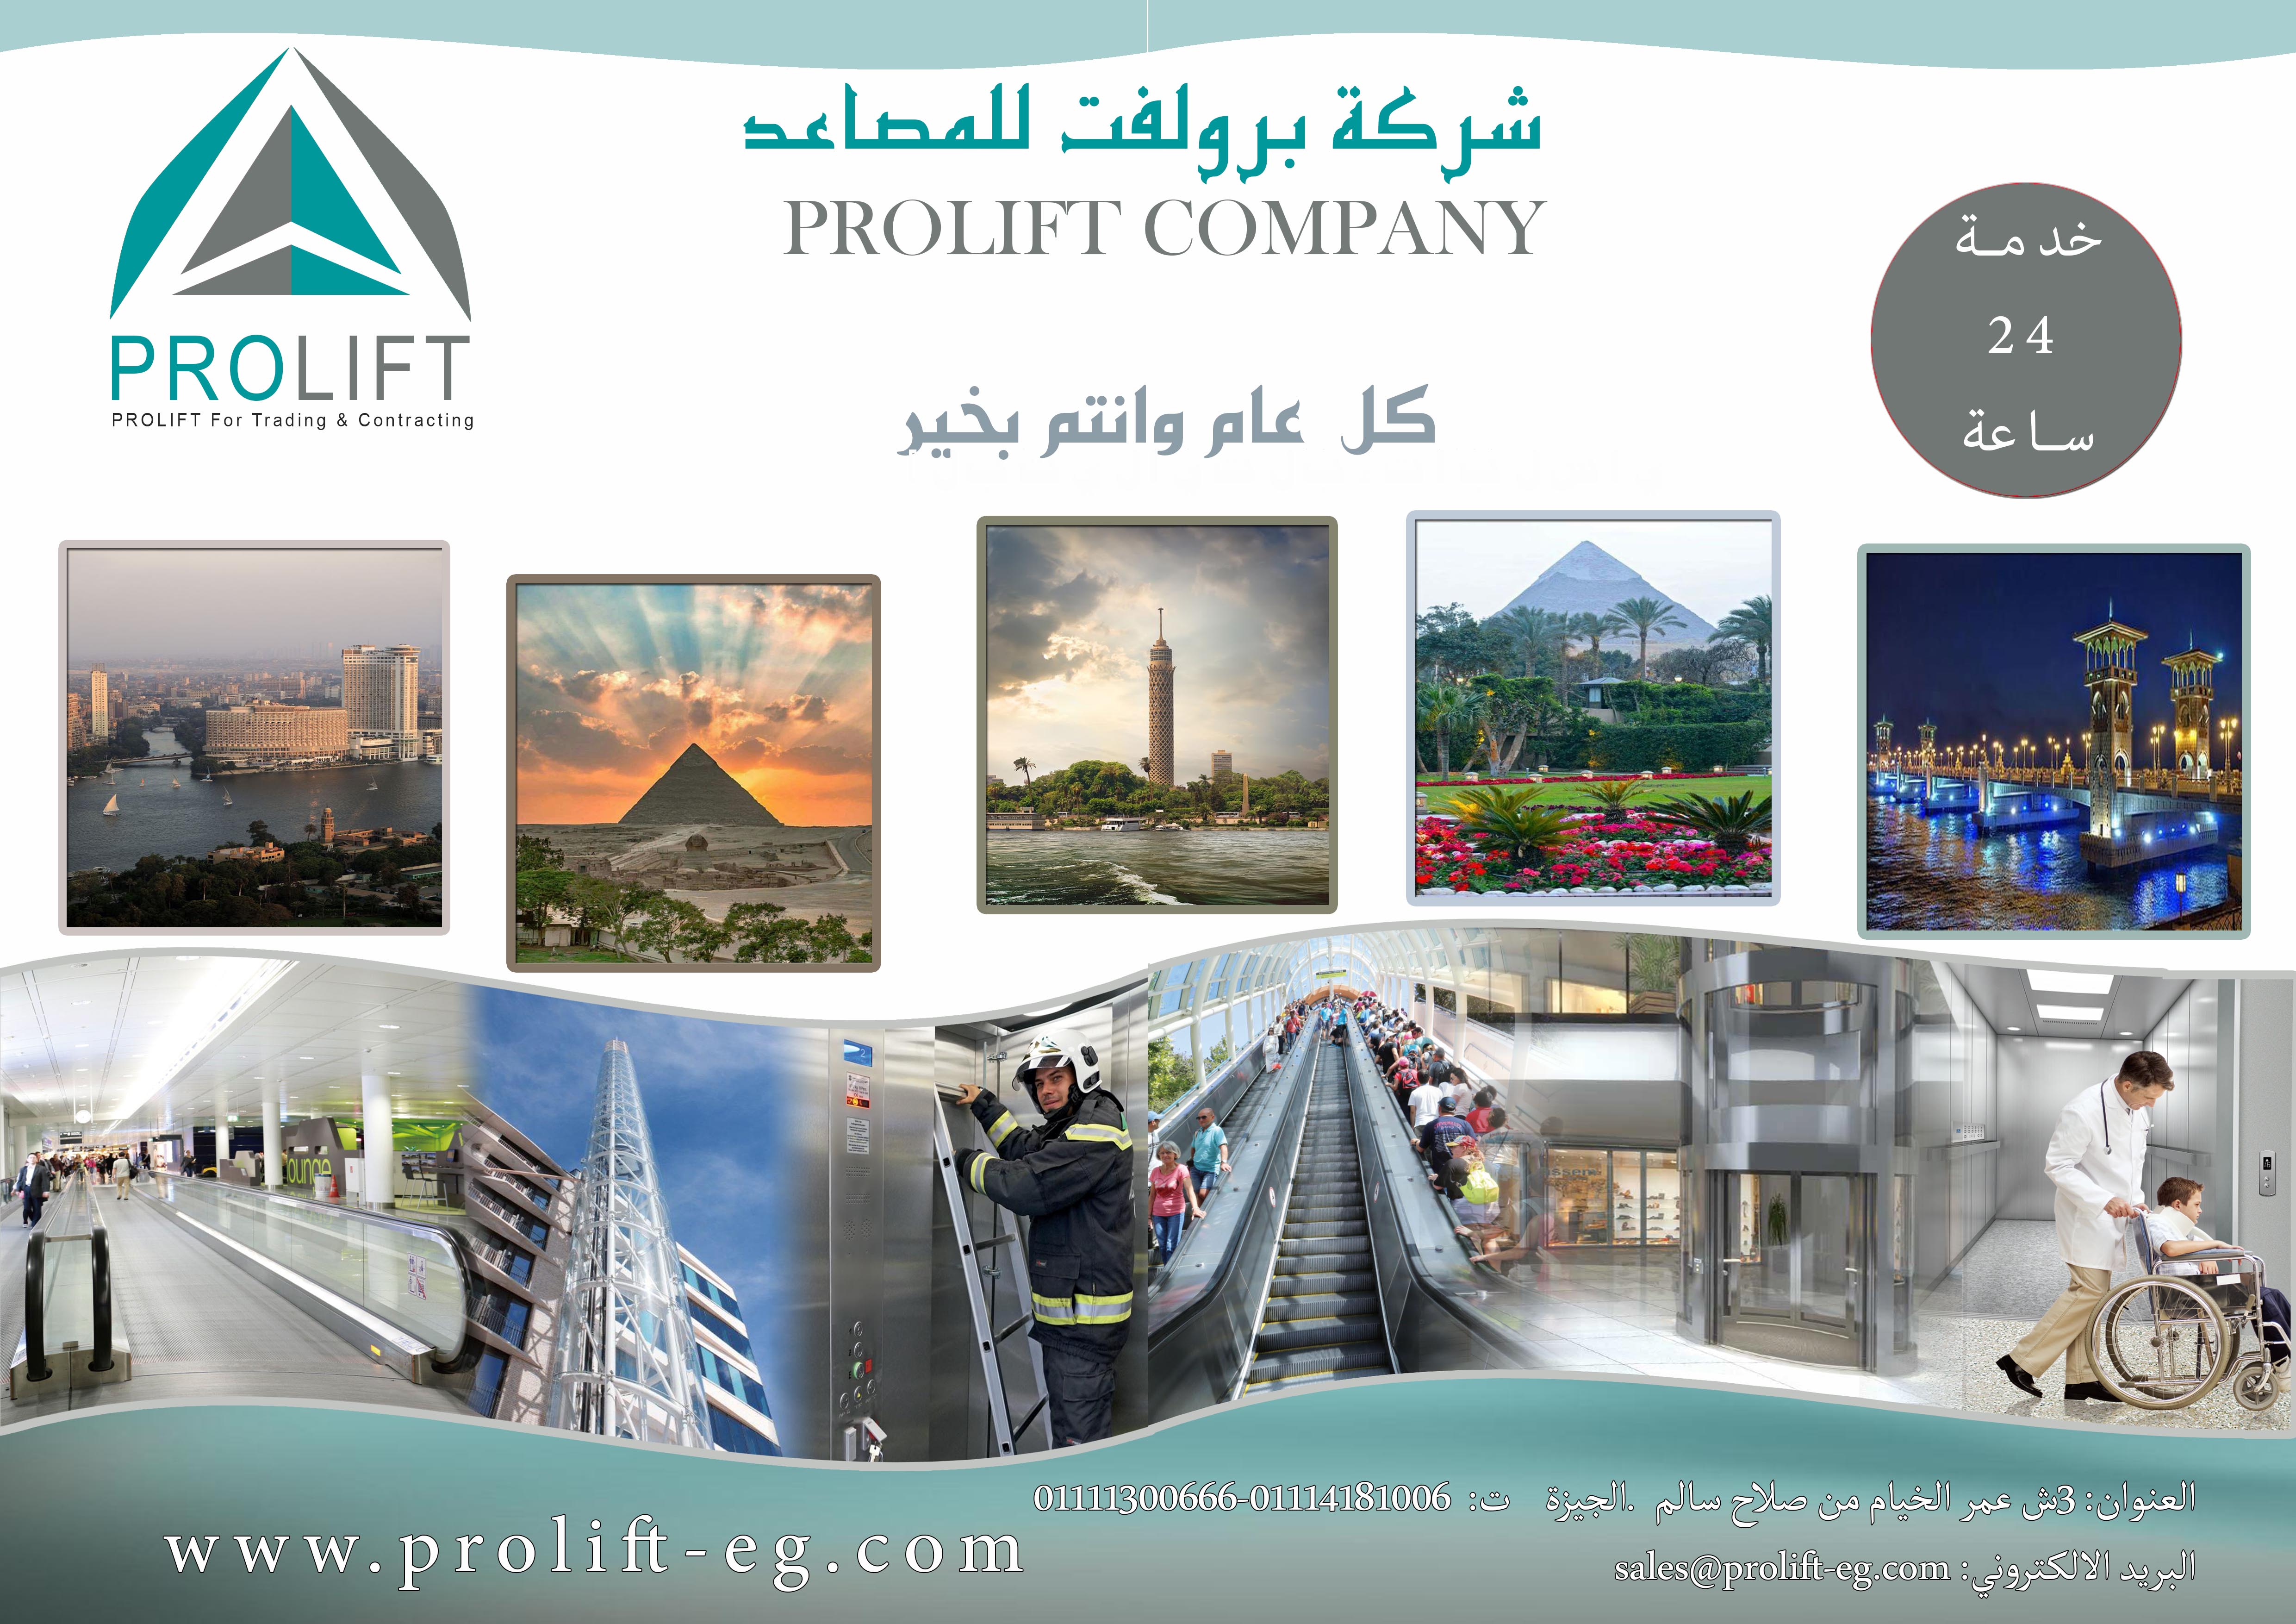 شركة برولفت للمصاعد
PROLIFT COMPANY
PROLIFT
PROLIFT For Trading & Contracting
خدمة
24
ساعة
كل عام وانتم بخير
lounge
2
العنوان: 3ش عمر الخيام من صلاح سالم .الجيزة ت: 01114181006-01111300666
البريد الالكتروني: sales@prolift-eg.com
www.prolift-eg.com